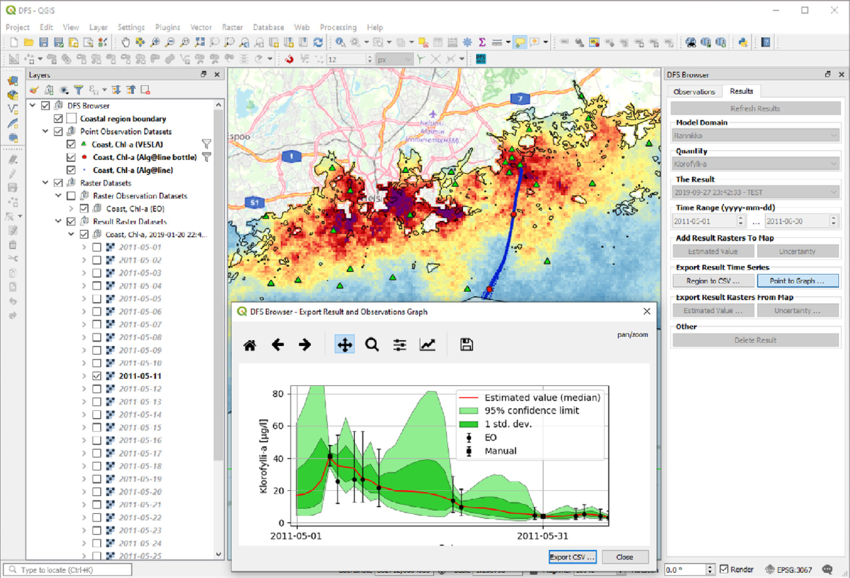 DFS - QGIS
Project Edit View Layer Settings Plugins Vector Raster Database Web Processing Help
12 px
Layers
DFS Browser
Coastal region boundary
Point Observation Datasets
Coast, Chl-a (VESLA)
Coast, Chl-a (Alg@line bottle)
Coast, Chl-a (Alg@line)
Raster Datasets
Raster Observation Datasets
Coast, Chl-a (EO)
Result Raster Datasets
Coast, Chl-a, 2019-01-20 22:4...
2011-05-01
2011-05-02
2011-05-03
2011-05-04
2011-05-05
2011-05-06
2011-05-07
2011-05-08
2011-05-09
2011-05-10
2011-05-11
2011-05-12
2011-05-13
2011-05-14
2011-05-15
2011-05-16
2011-05-17
2011-05-18
2011-05-19
2011-05-20
2011-05-21
2011-05-22
2011-05-23
2011-05-24
2011-05-25
7
1
51
DFS Browser
Observations Results
Refresh Results
Model Domain
Rannikko
Quantity
Klorofylli-a
The Result
2019-09-27 23:42:33 - TEST
Time Range (yyyy-mm-dd)
2011-05-01 ... 2011-06-30
Add Result Rasters To Map
Estimated Value Uncertainty
Export Result Time Series
Region to CSV ... Point to Graph ...
Export Result Rasters From Map
Estimated Value ... Uncertainty ...
Other
Delete Result
DFS Browser - Export Result and Observations Graph
pan/zoom
80
60
40
20
0
Klorofylli-a [µg/l]
Estimated value (median)
95% confidence limit
1 std. dev.
EO
Manual
2011-05-01 2011-05-31
Export CSV ... Close
Type to locate (Ctrl+K)
0.0 ° Render EPSG:3067